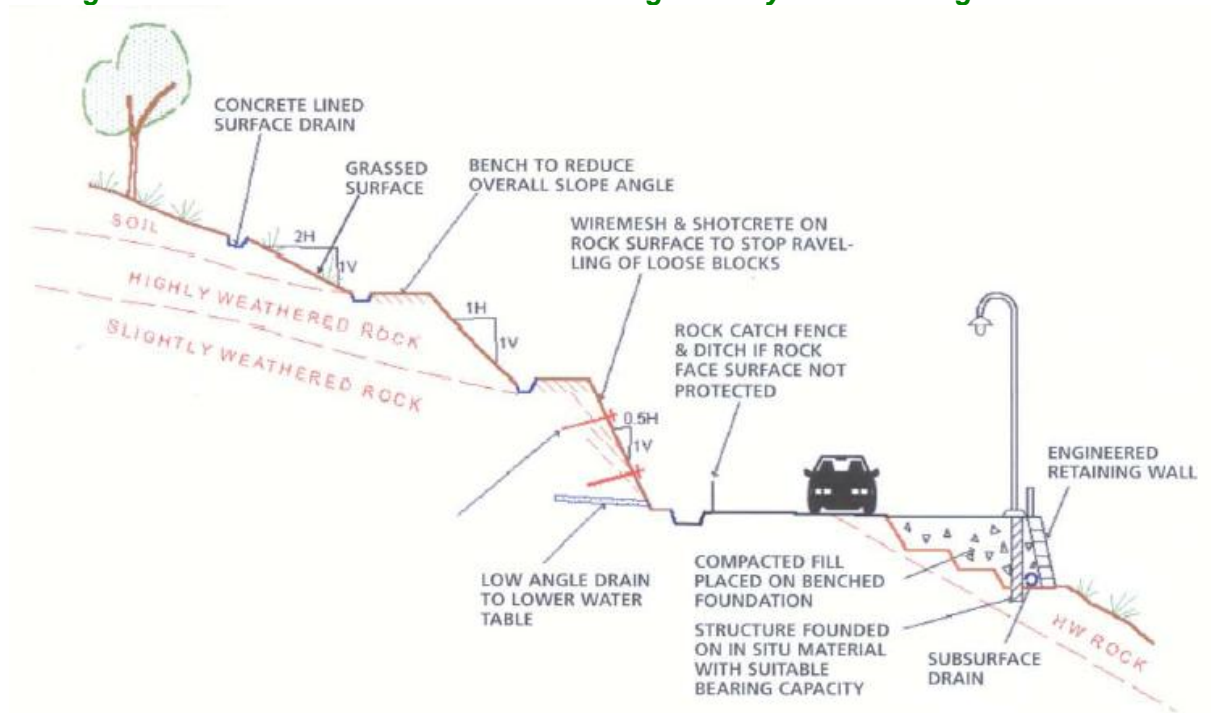 CONCRETE LINED
SURFACE DRAIN
GRASSED
SURFACE
BENCH TO REDUCE
OVERALL SLOPE ANGLE
WIREMESH & SHOTCRETE ON
ROCK SURFACE TO STOP RAVEL-
LING OF LOOSE BLOCKS
SOIL
2H
1V
HIGHLY WEATHERED ROCK
1H
1V
SLIGHTLY WEATHERED ROCK
ROCK CATCH FENCE
& DITCH IF ROCK
FACE SURFACE NOT
PROTECTED
0.5H
1V
ENGINEERED
RETAINING WALL
LOW ANGLE DRAIN
TO LOWER WATER
TABLE
COMPACTED FILL
PLACED ON BENCHED
FOUNDATION
STRUCTURE FOUNDED
ON IN SITU MATERIAL
WITH SUITABLE
BEARING CAPACITY
SUBSURFACE
DRAIN
HW ROCK